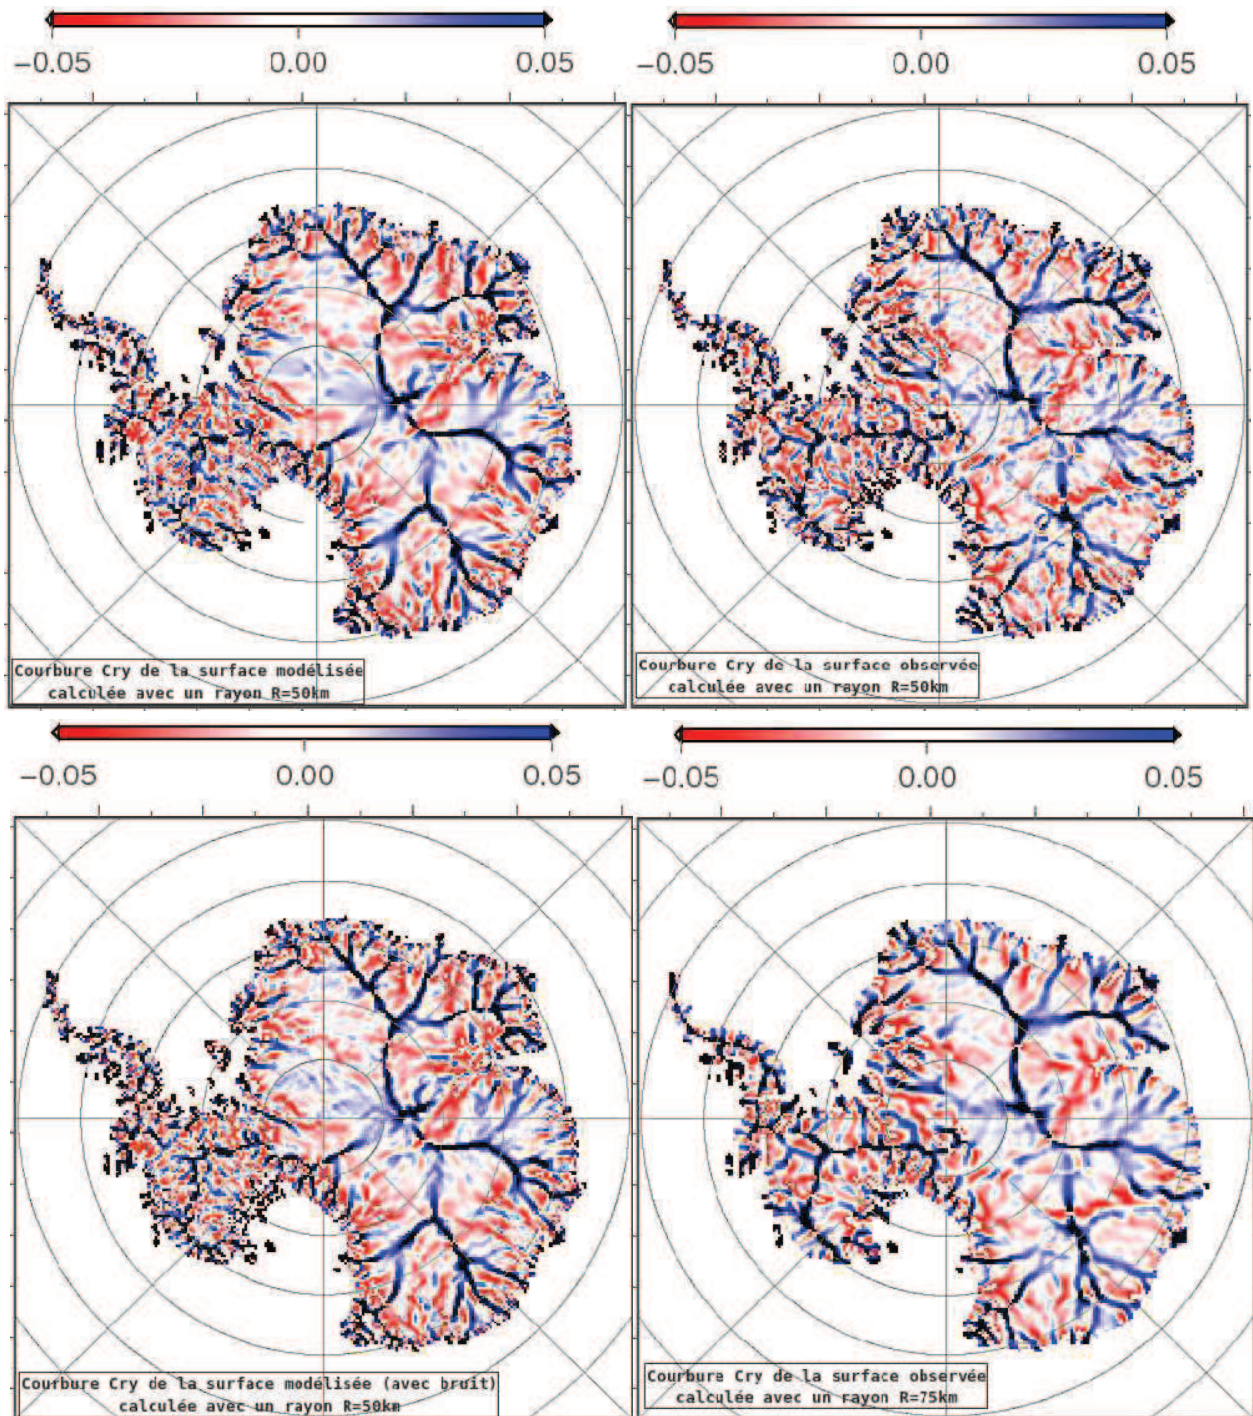 −0.05 0.00 0.05
−0.05 0.00 0.05
Courbure Cry de la surface modélisée
calculée avec un rayon R=50km
Courbure Cry de la surface observée
calculée avec un rayon R=50km
−0.05 0.00 0.05
−0.05 0.00 0.05
Courbure Cry de la surface modélisée (avec bruit)
calculée avec un rayon R=50km
Courbure Cry de la surface observée
calculée avec un rayon R=75km